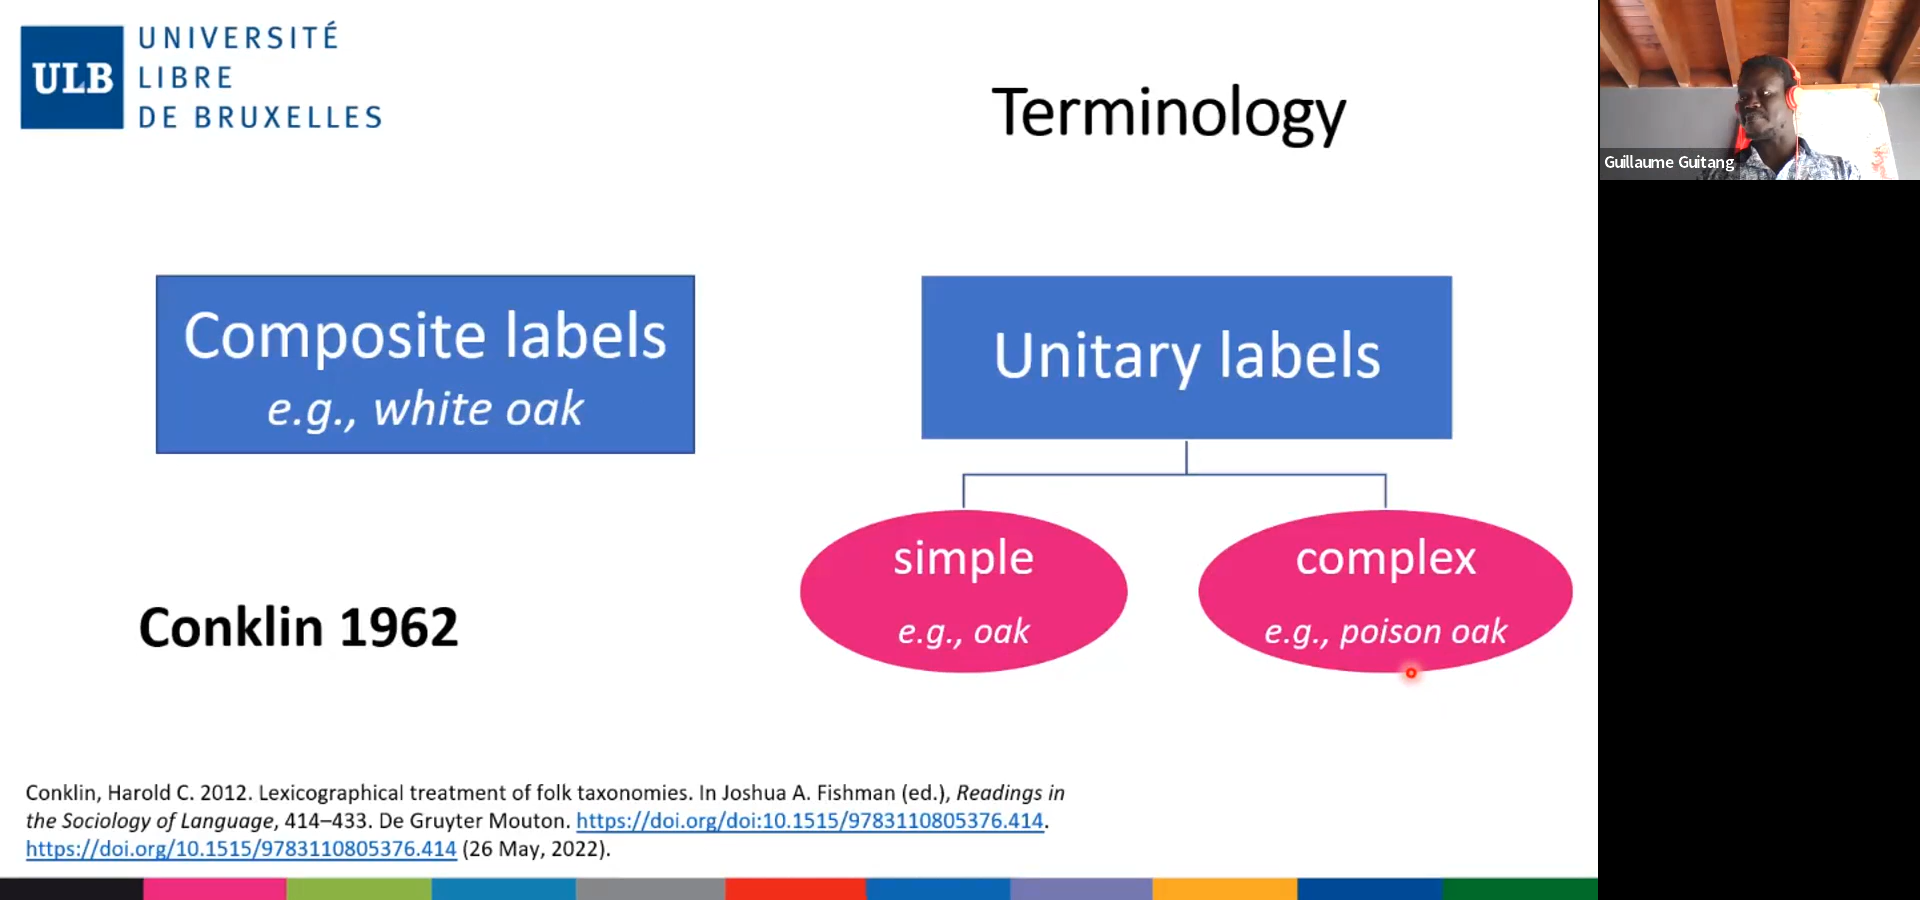 ULB
UNIVERSITÉ
LIBRE
DE BRUXELLES
Terminology
Guillaume Guitang
Composite labels
e.g., white oak
Unitary labels
simple
e.g., oak
complex
e.g., poison oak
Conklin 1962
Conklin, Harold C. 2012. Lexicographical treatment of folk taxonomies. In Joshua A. Fishman (ed.), Readings in
the Sociology of Language, 414–433. De Gruyter Mouton. https://doi.org/doi:10.1515/9783110805376.414.
https://doi.org/10.1515/9783110805376.414 (26 May, 2022).